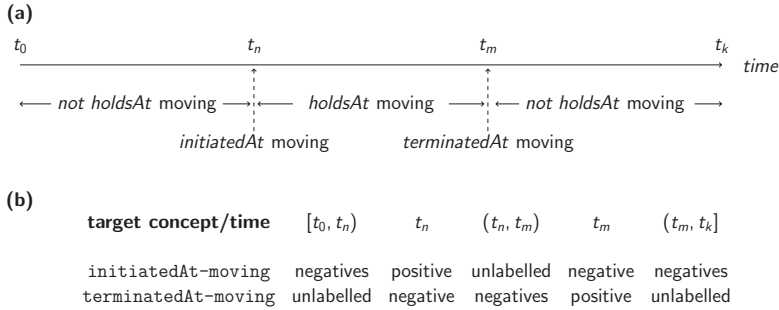 (a)
t0 tn tm tk
time
not holdsAt moving holdsAt moving not holdsAt moving
initiatedAt moving terminatedAt moving
(b)
target concept/time [t0, tn) tn (tn, tm) tm (tm, tk]
initiatedAt-moving negatives positive unlabelled negative negatives
terminatedAt-moving unlabelled negative negatives positive unlabelled